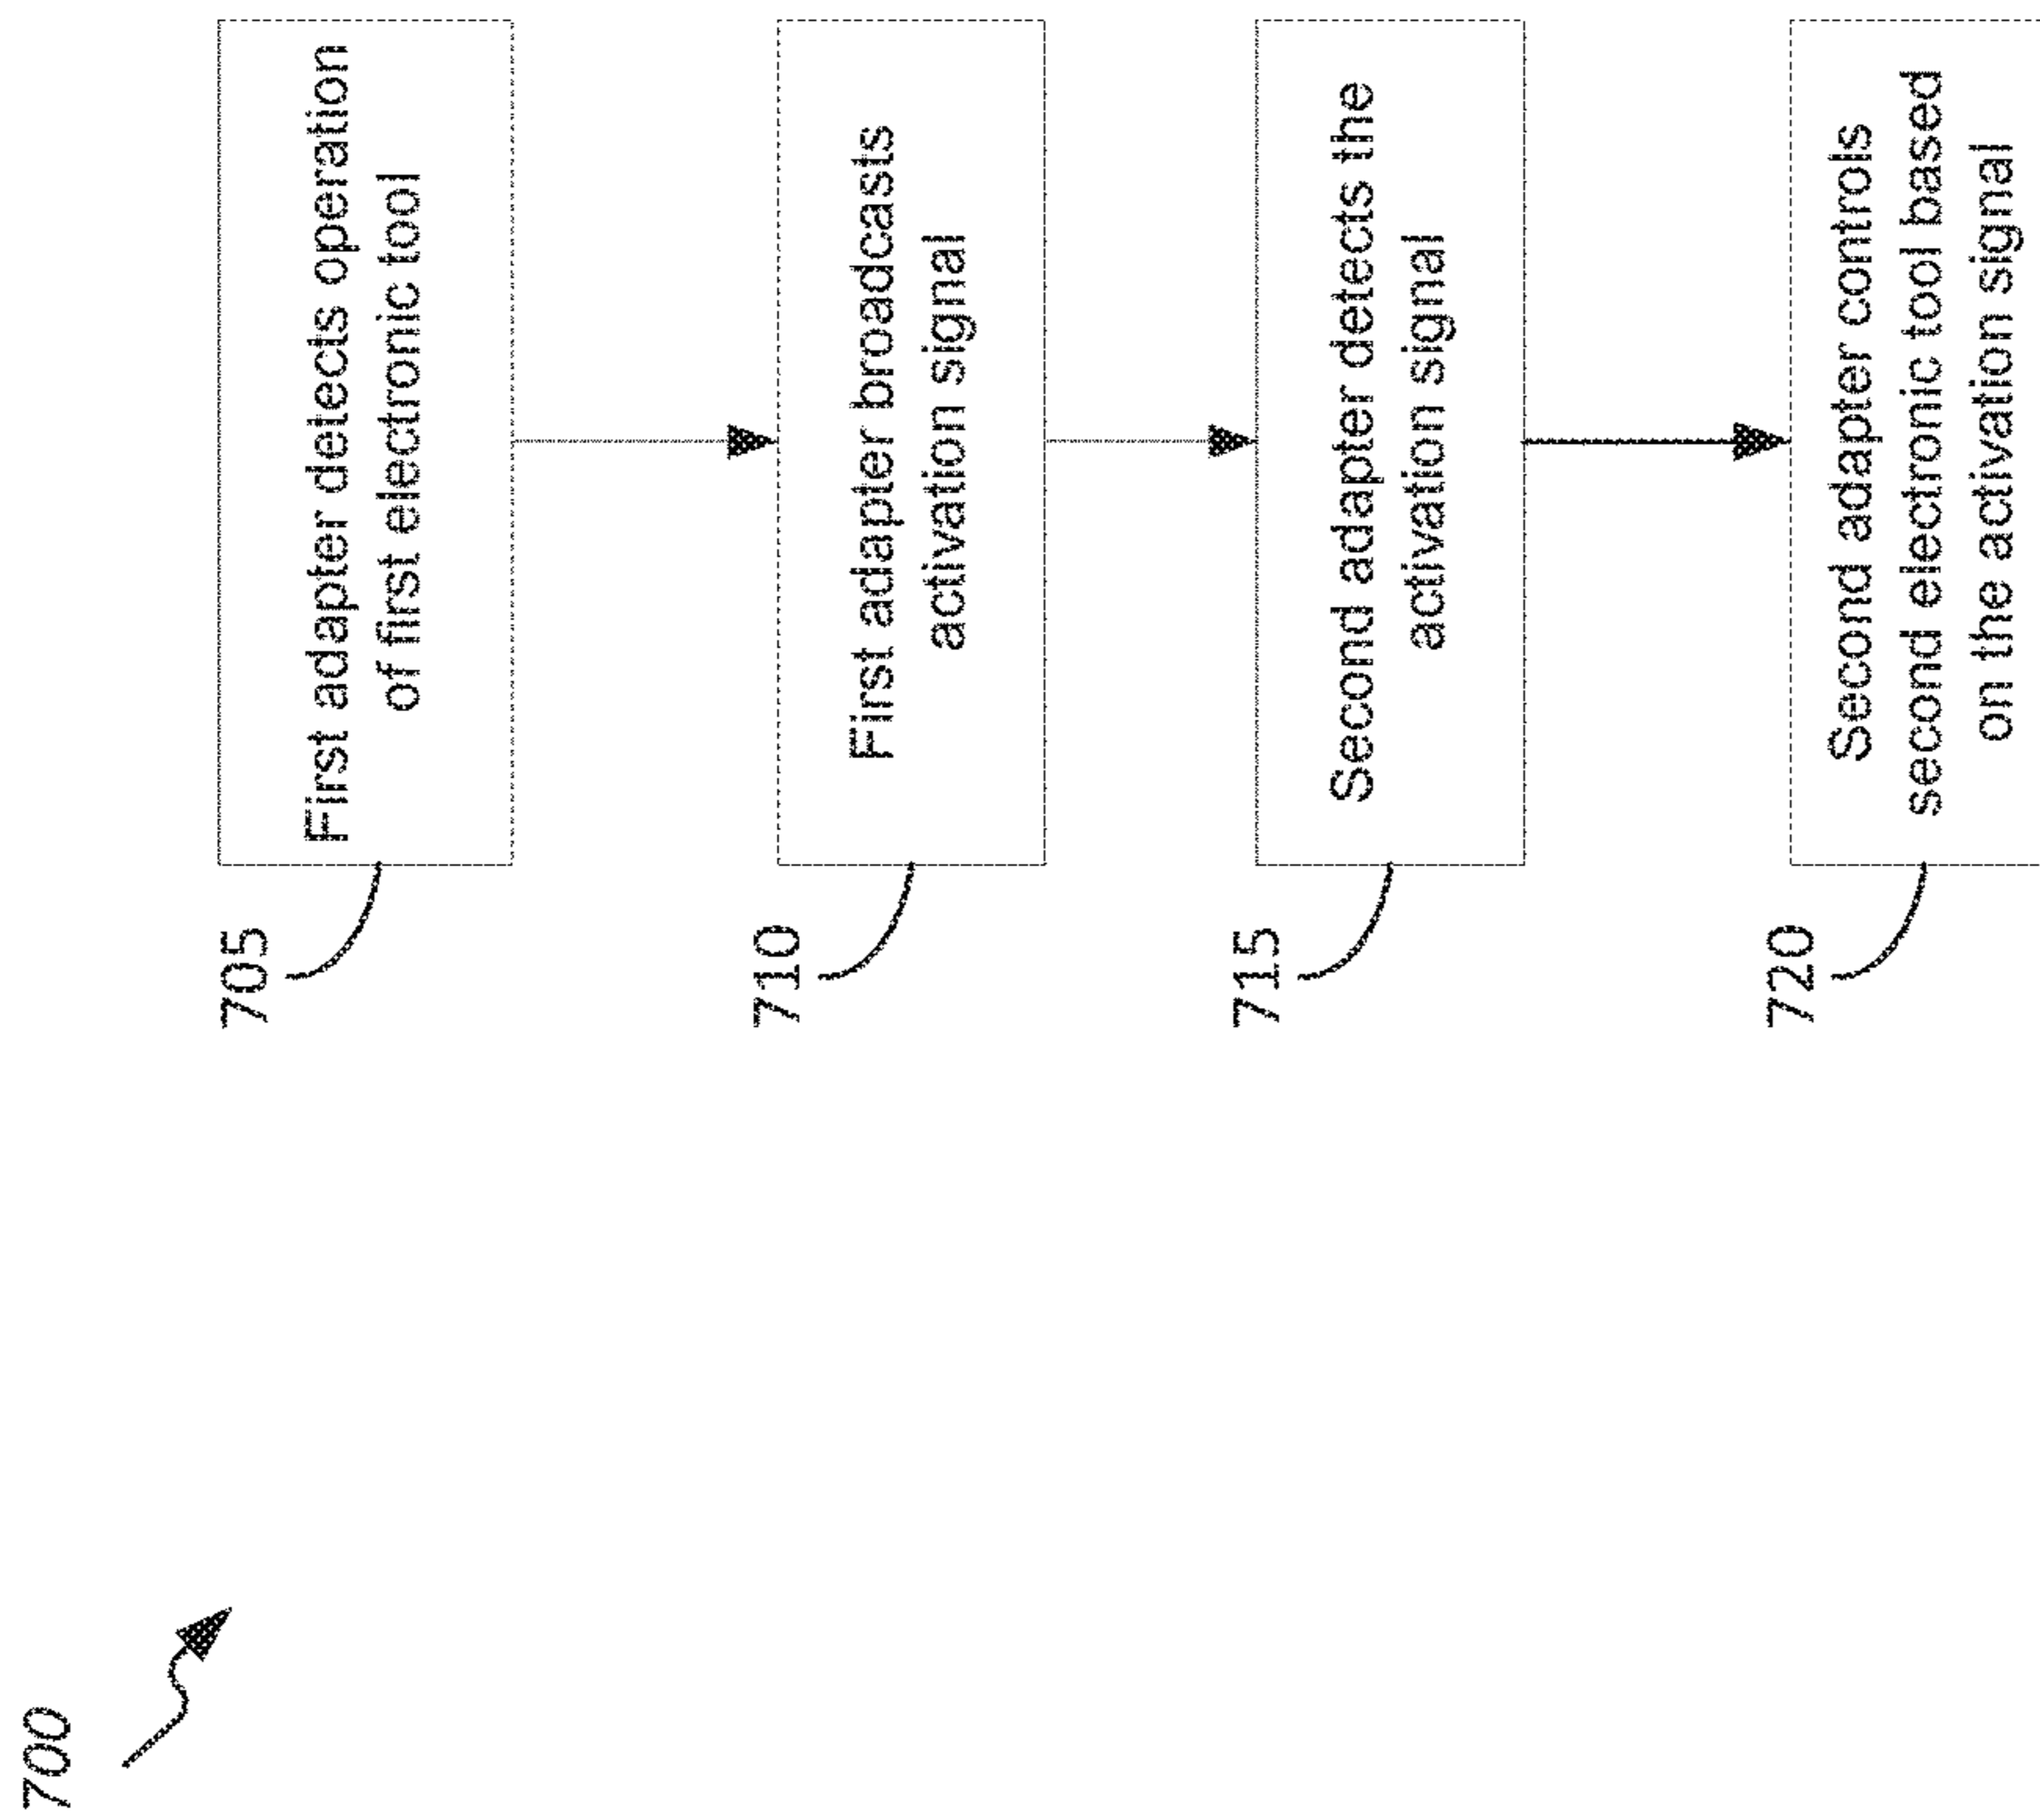 700
705
First adapter detects operation
of first electronic tool
710
First adapter broadcasts
activation signal
715
Second adapter detects the
activation signal
720
Second adapter controls
second electronic tool based
on the activation signal